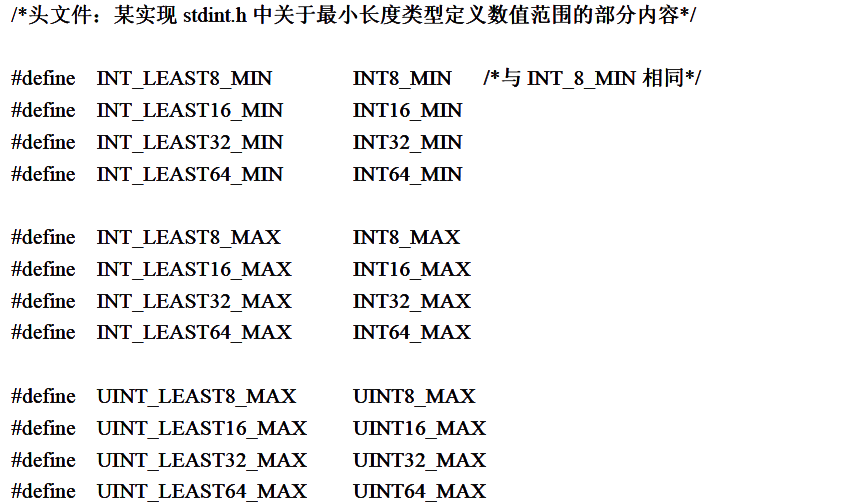 /*头文件：某实现 stdint.h 中关于最小长度类型定义数值范围的部分内容*/
#define INT_LEAST8_MIN INT8_MIN /*与 INT_8_MIN 相同*/
#define INT_LEAST16_MIN INT16_MIN
#define INT_LEAST32_MIN INT32_MIN
#define INT_LEAST64_MIN INT64_MIN
#define INT_LEAST8_MAX INT8_MAX
#define INT_LEAST16_MAX INT16_MAX
#define INT_LEAST32_MAX INT32_MAX
#define INT_LEAST64_MAX INT64_MAX
#define UINT_LEAST8_MAX UINT8_MAX
#define UINT_LEAST16_MAX UINT16_MAX
#define UINT_LEAST32_MAX UINT32_MAX
#define UINT_LEAST64_MAX UINT64_MAX